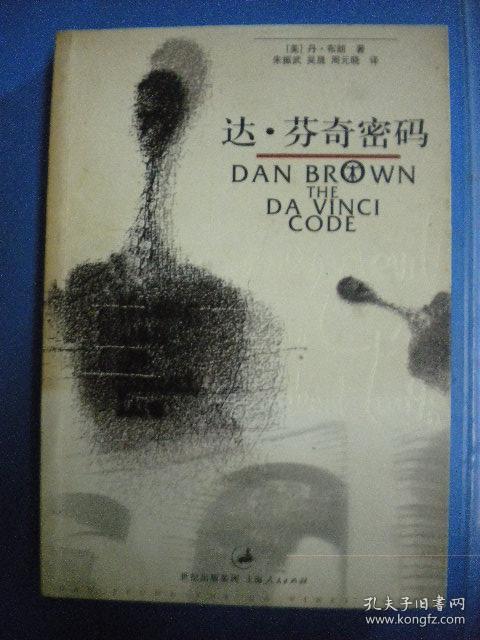 [美] 丹·布朗 著
朱振武 吴晟 周元晓 译
达·芬奇密码
DAN BROWN
THE
DA VINCI
CODE
世纪出版集团 上海人民出版社
孔夫子旧书网
www.kongfz.com